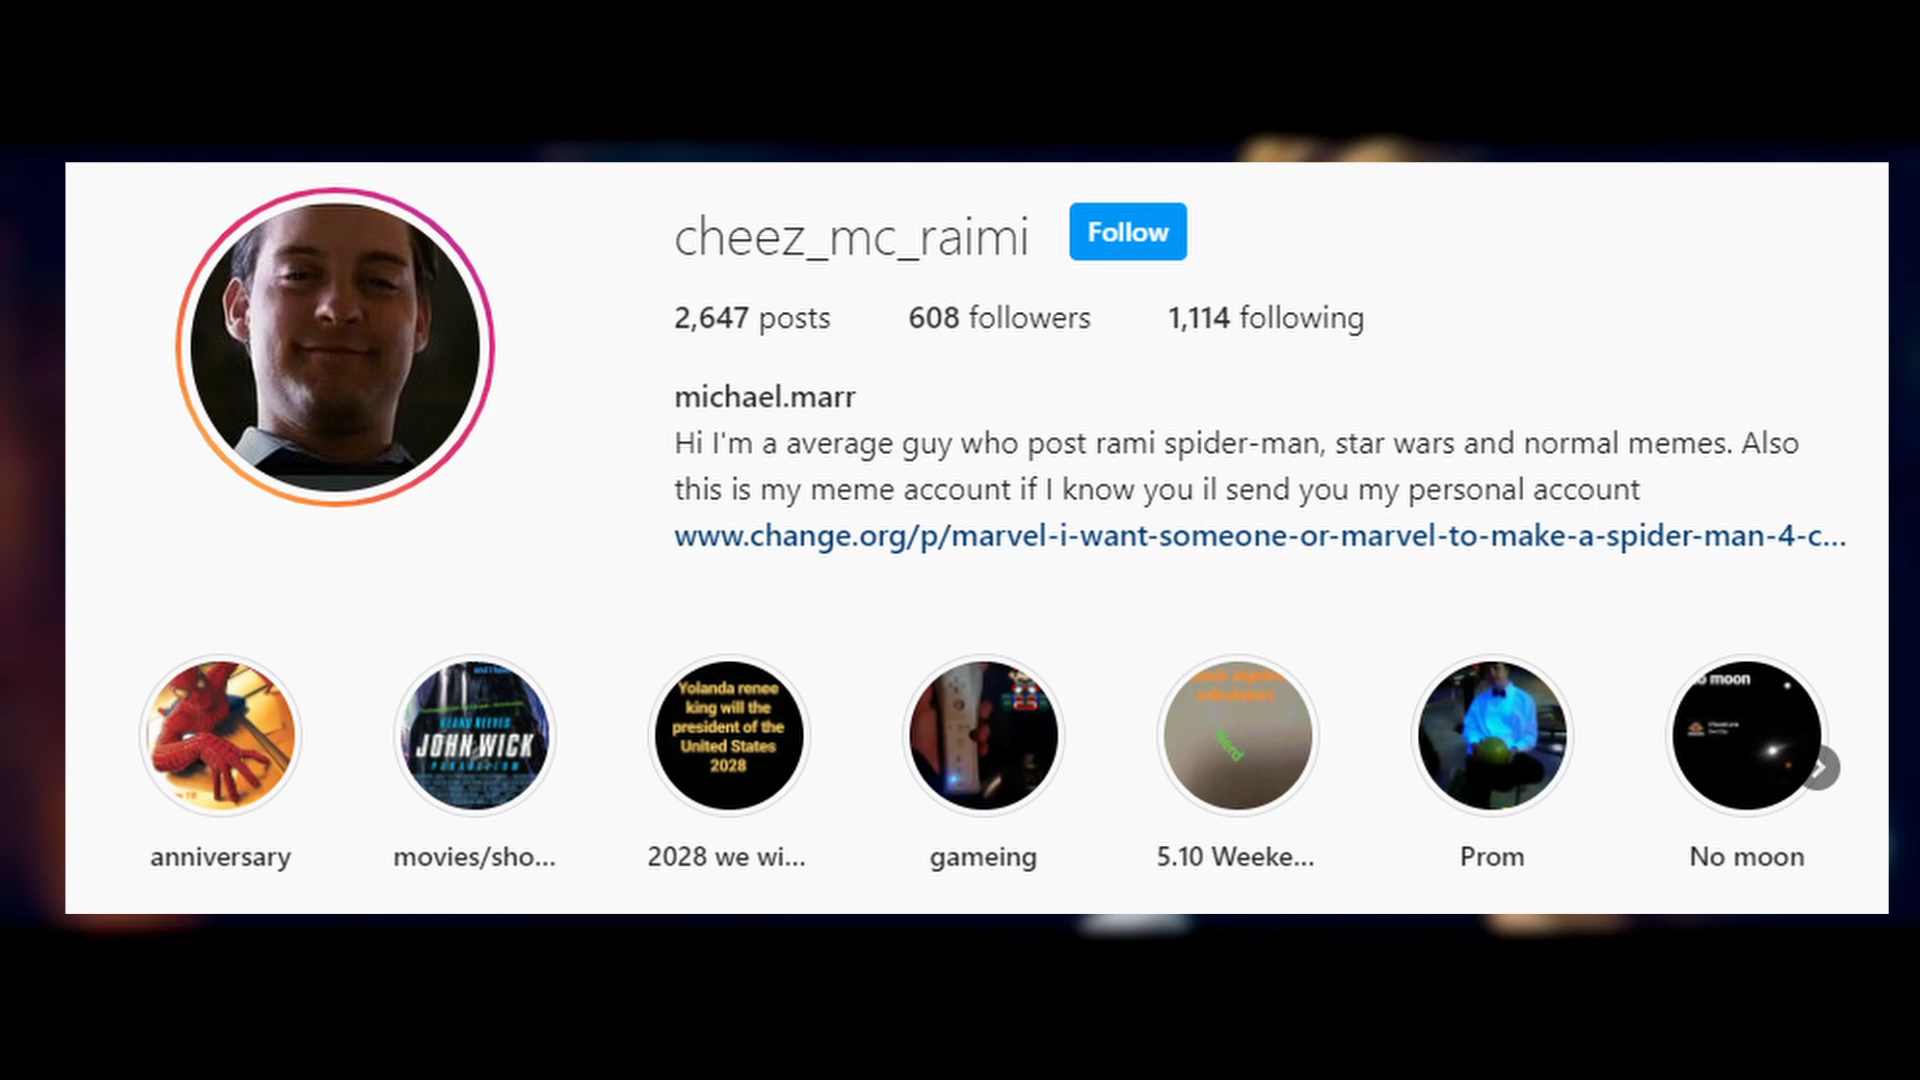 cheez_mc_raimi Follow
2,647 posts 608 followers 1,114 following
michael.marr
Hi I'm a average guy who post rami spider-man, star wars and normal memes. Also
this is my meme account if I know you il send you my personal account
www.change.org/p/marvel-i-want-someone-or-marvel-to-make-a-spider-man-4-c...
KEANU REEVES
JOHN WICK
PARABELLUM
Yolanda renee
king will the
president of the
United States
2028
calculators
nerd
o moon
anniversary movies/sho... 2028 we wi... gameing 5.10 Weeke... Prom No moon